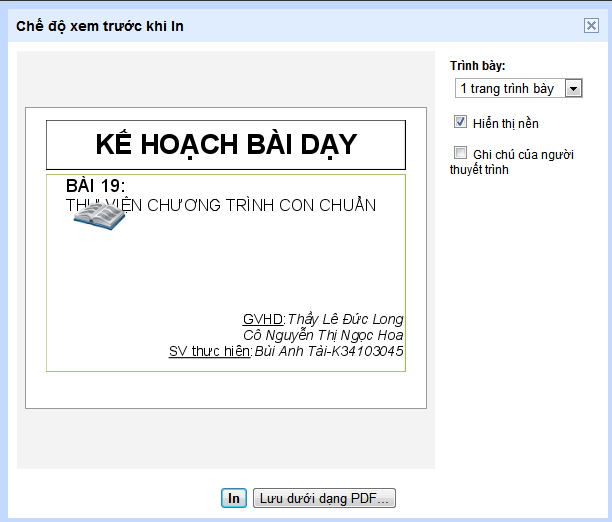 Chế độ xem trước khi In
Trình bày:
1 trang trình bày
Hiển thị nền
Ghi chú của người
thuyết trình
KẾ HOẠCH BÀI DẠY
BÀI 19:
THƯ VIỆN CHƯƠNG TRÌNH CON CHUẨN
GVHD: Thầy Lê Đức Long
Cô Nguyễn Thị Ngọc Hoa
SV thực hiện: Bùi Anh Tài-K34103045
In
Lưu dưới dạng PDF...